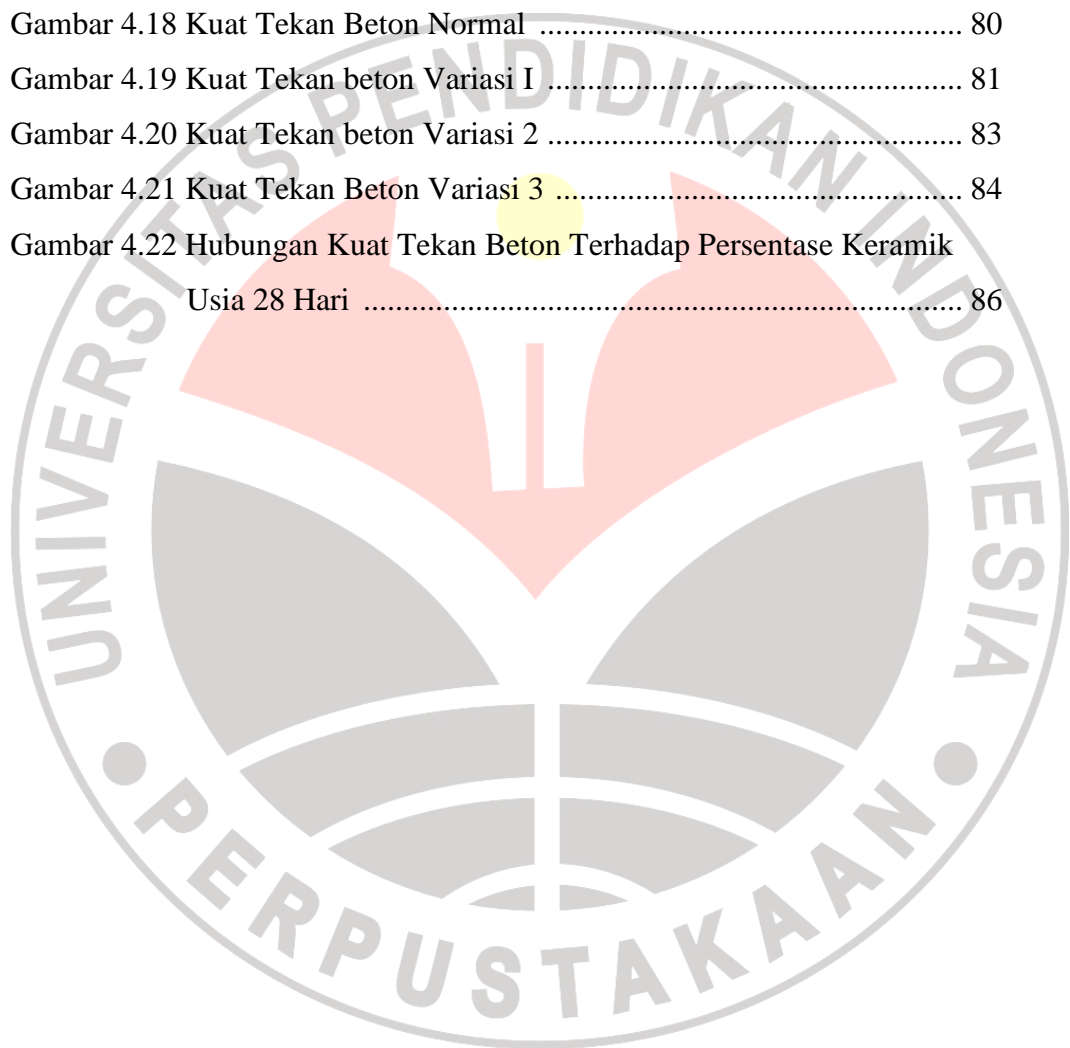 Gambar 4.18 Kuat Tekan Beton Normal ................................................... 80
Gambar 4.19 Kuat Tekan beton Variasi I .................................................. 81
Gambar 4.20 Kuat Tekan beton Variasi 2 .................................................. 83
Gambar 4.21 Kuat Tekan Beton Variasi 3 ................................................. 84
Gambar 4.22 Hubungan Kuat Tekan Beton Terhadap Persentase Keramik
Usia 28 Hari ........................................................................ 86
UNIVERSITAS PENDIDIKAN INDONESIA
PERPUSTAKAAN